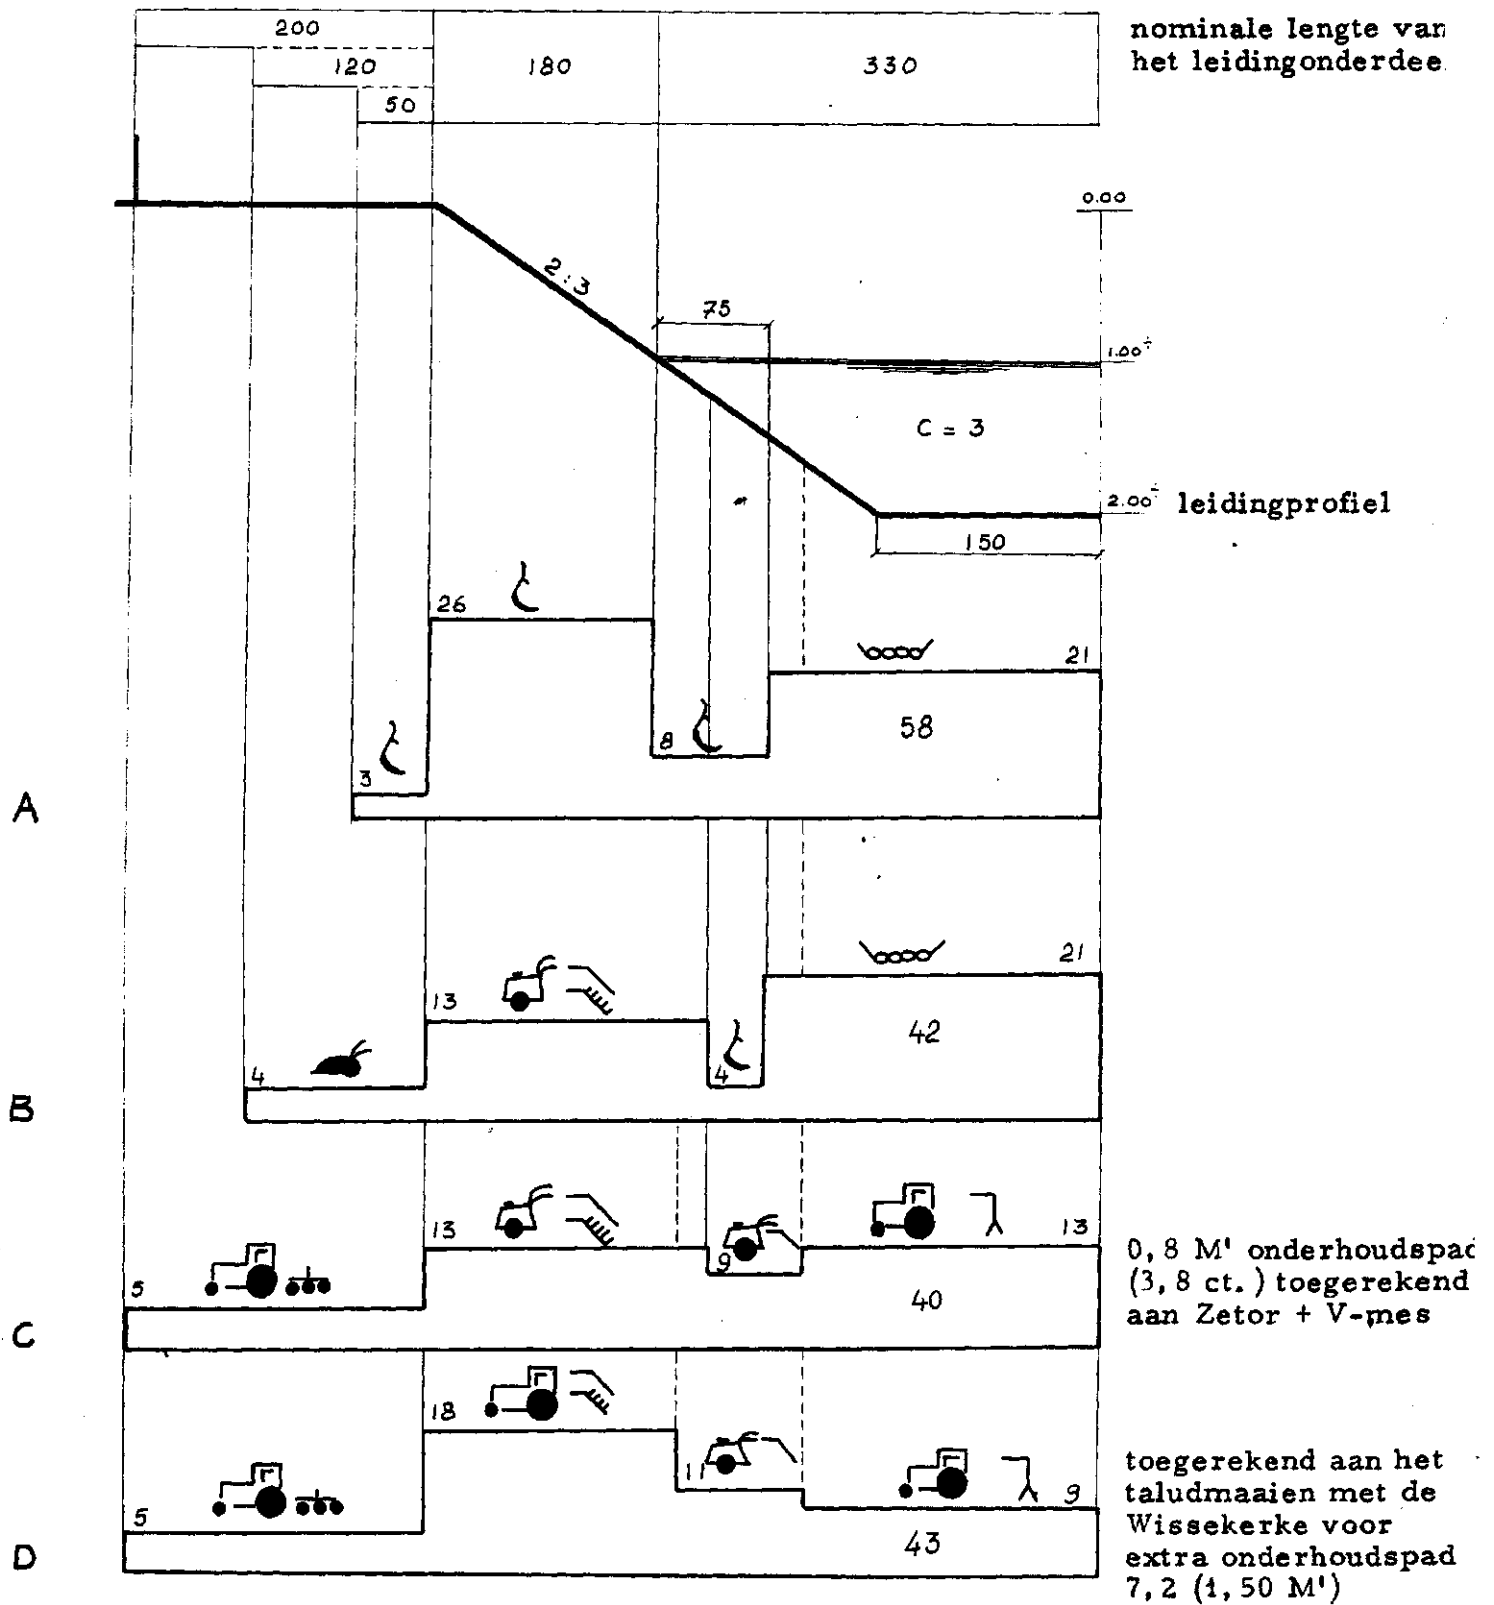 200
nominale lengte van
120 180 330
het leidingonderdee
50
0.00
2:3
75
1.00÷
C = 3
2.00÷ leidingprofiel
150
26
21
58
8
3
A
21
13
42
4 4
B
13 13
9
5
40
C
0,8 M' onderhoudspad
(3,8 ct.) toegerekend
aan Zetor + V-mes
18
11
9
5
43
D
toegerekend aan het
taludmaaien met de
Wissekerke voor
extra onderhoudspad
7,2 (1,50 M')